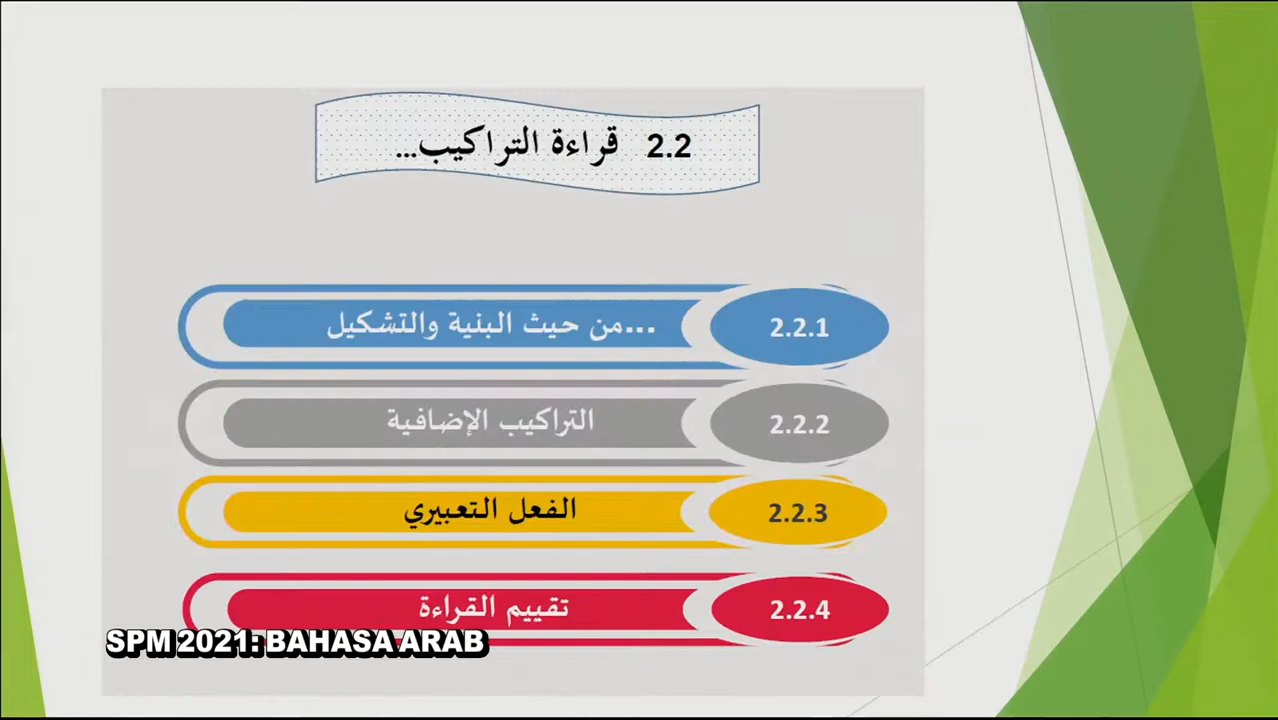 2.2 قراءة التراكيب...
2.2.1 ...من حيث البنية والتشكيل
2.2.2 التراكيب الإضافية
2.2.3 الفعل التعبيري
2.2.4 تقييم القراءة
SPM 2021: BAHASA ARAB